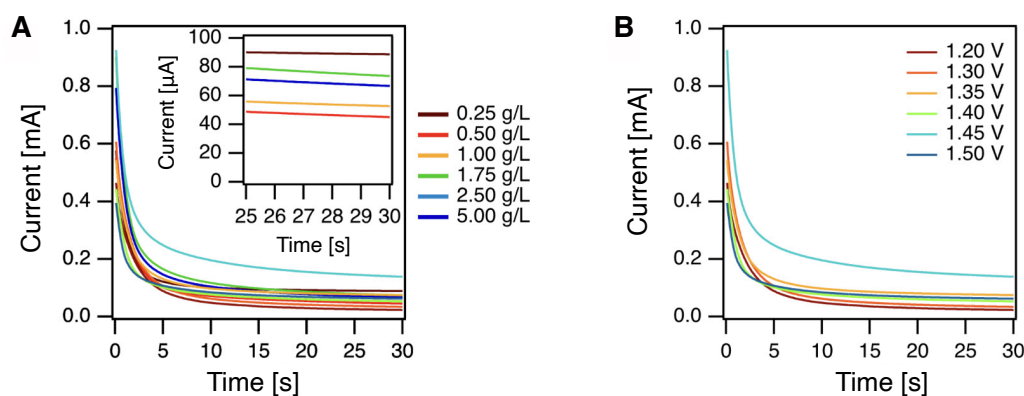 A
Current [mA]
1.0
0.8
0.6
0.4
0.2
0.0
0 5 10 15 20 25 30
Time [s]
Current [µA]
100
80
60
40
20
0
25 26 27 28 29 30
Time [s]
0.25 g/L
0.50 g/L
1.00 g/L
1.75 g/L
2.50 g/L
5.00 g/L
B
Current [mA]
1.0
0.8
0.6
0.4
0.2
0.0
0 5 10 15 20 25 30
Time [s]
1.20 V
1.30 V
1.35 V
1.40 V
1.45 V
1.50 V